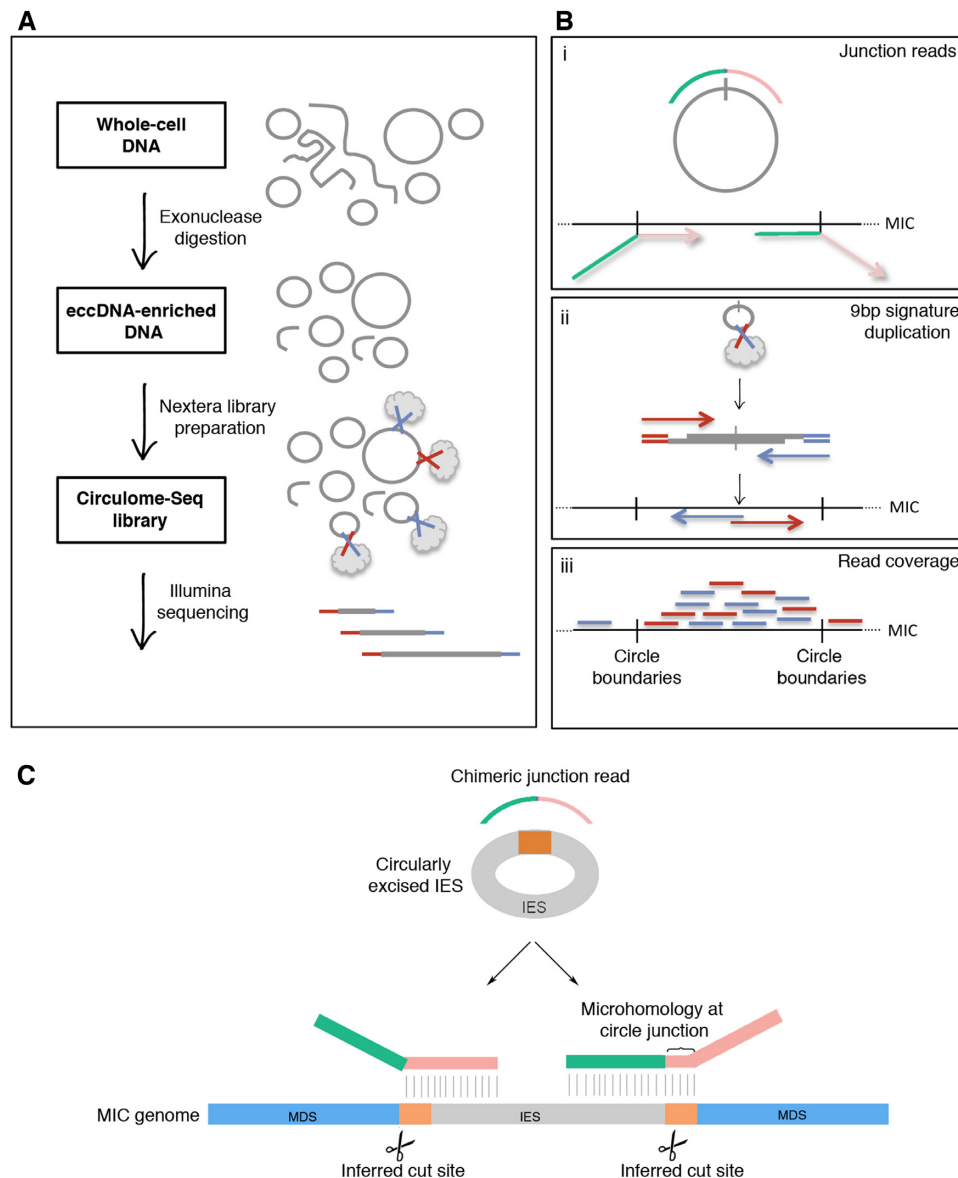 A
Whole-cell
DNA
Exonuclease
digestion
eccDNA-enriched
DNA
Nextera library
preparation
Circulome-Seq
library
Illumina
sequencing
B
i
Junction reads
MIC
ii
9bp signature
duplication
MIC
iii
Read coverage
MIC
Circle
boundaries
Circle
boundaries
C
Chimeric junction read
Circularly
excised IES
IES
Microhomology at
circle junction
MIC genome
MDS
IES
MDS
Inferred cut site
Inferred cut site